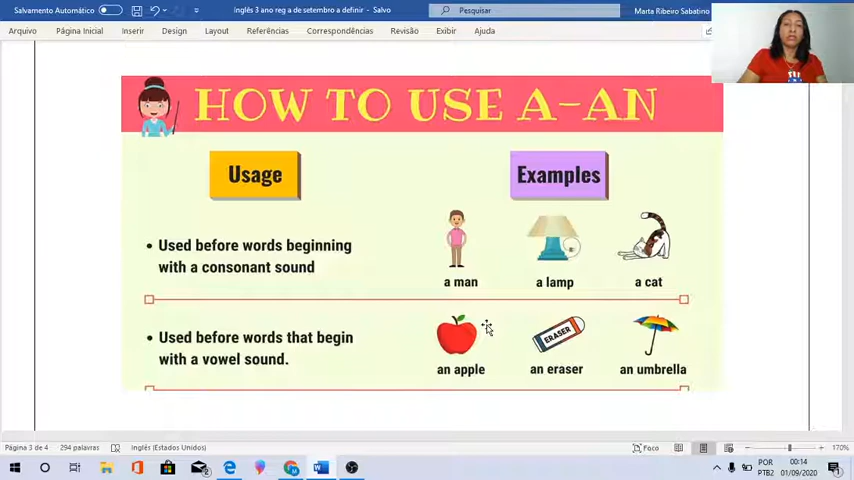 Salvamento Automático
inglês 3 ano reg a de setembro a definir - Salvo
Pesquisar
Marta Ribeiro Sabatino
Arquivo Página Inicial Inserir Design Layout Referências Correspondências Revisão Exibir Ajuda
HOW TO USE A-AN
Usage
Examples
• Used before words beginning
with a consonant sound
a man a lamp a cat
• Used before words that begin
with a vowel sound.
ERASER
an apple an eraser an umbrella
Página 3 de 4 294 palavras Inglês (Estados Unidos)
Foco
170%
POR
PTB2
00:14
01/09/2020